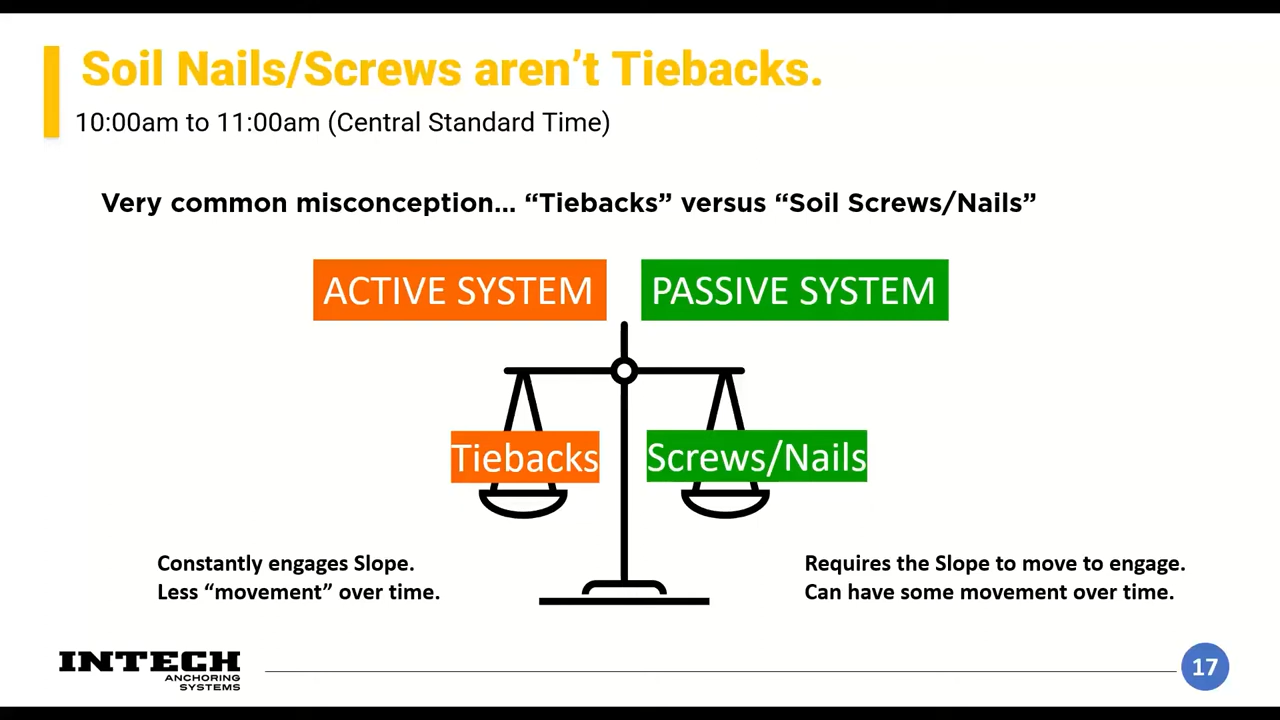 Soil Nails/Screws aren’t Tiebacks.
10:00am to 11:00am (Central Standard Time)
Very common misconception... “Tiebacks” versus “Soil Screws/Nails”
ACTIVE SYSTEM
PASSIVE SYSTEM
Tiebacks
Screws/Nails
Constantly engages Slope.
Less “movement” over time.
Requires the Slope to move to engage.
Can have some movement over time.
INTECH
ANCHORING
SYSTEMS
17